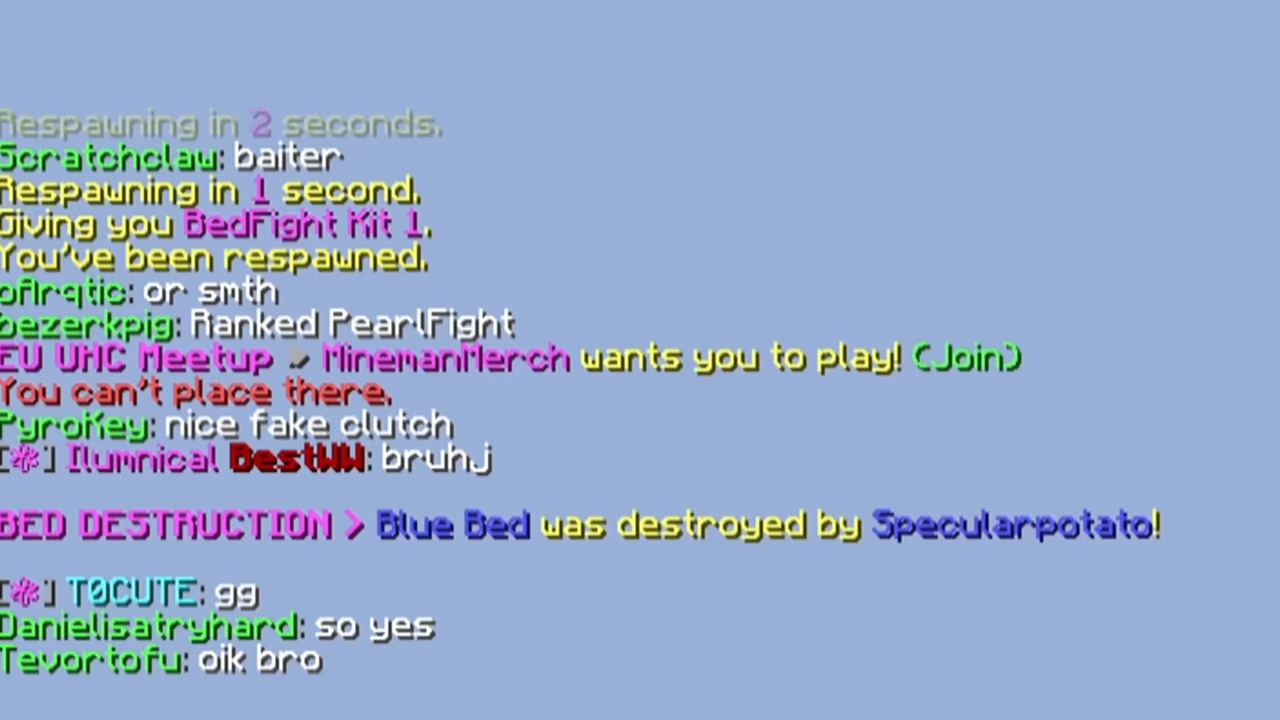 Respawning in 2 seconds.
Scratchclaw: baiter
Respawning in 1 second.
Giving you BedFight Kit 1.
You've been respawned.
oArqtic: or smth
bezerkpig: Ranked PearlFight
EU UHC Meetup » MinemanMerch wants you to play! (Join)
You can't place there.
PyroKey: nice fake clutch
[❃] Ilumnical BestWW: bruhj
BED DESTRUCTION > Blue Bed was destroyed by Specularpotato!
[❃] T0CUTE: gg
Danielisatryhard: so yes
Tevortofu: oik bro